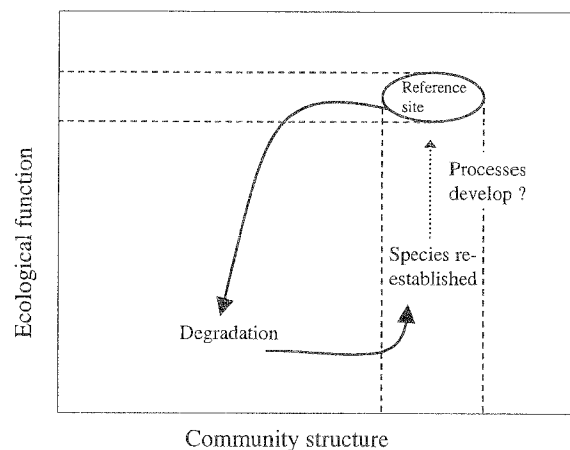 Reference
site
Processes
develop ?
Species re-
established
Degradation
Ecological function
Community structure